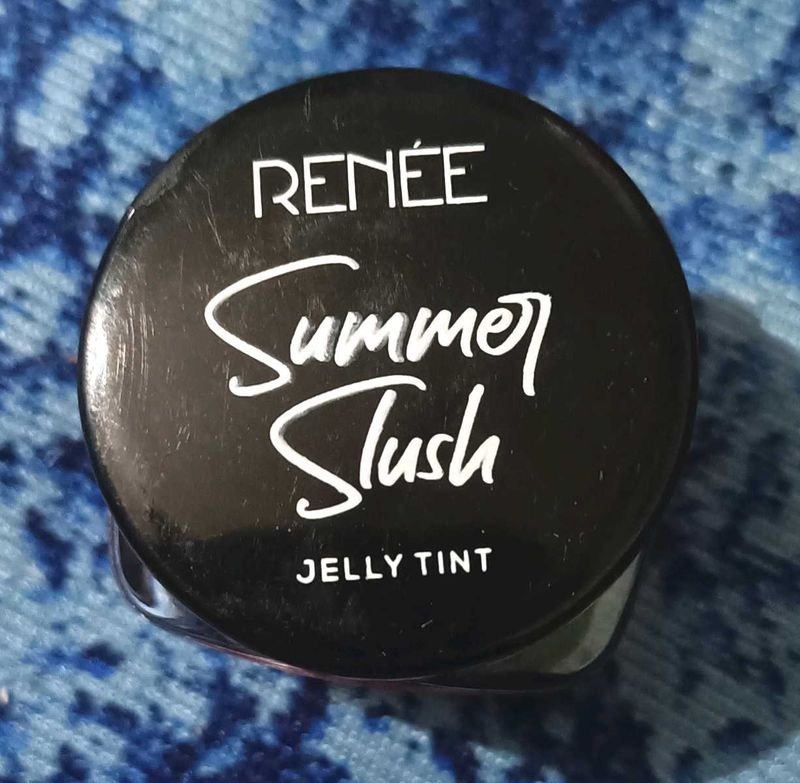 RENÉE
Summer
Slush
JELLY TINT